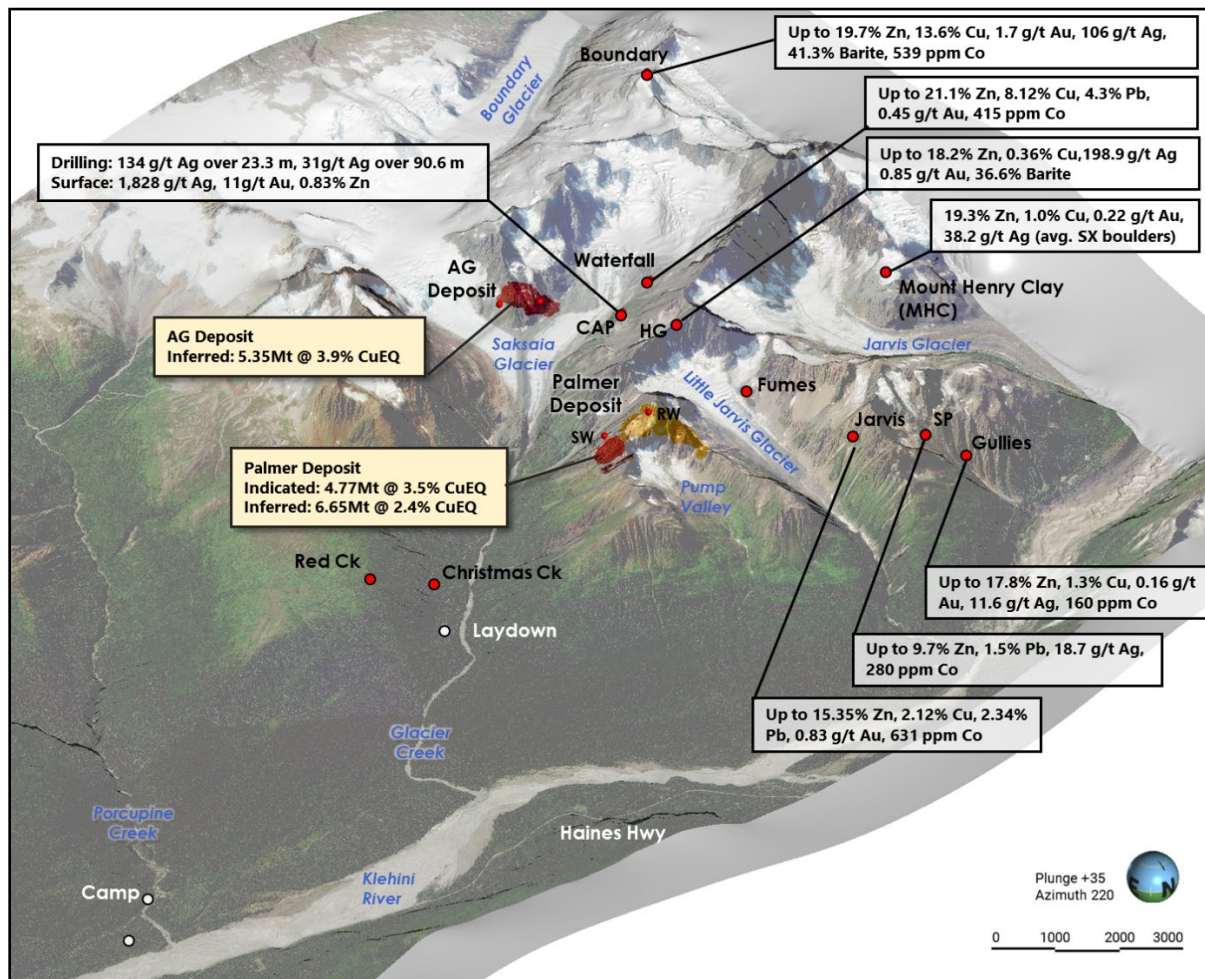 Up to 19.7% Zn, 13.6% Cu, 1.7 g/t Au, 106 g/t Ag,
41.3% Barite, 539 ppm Co
Boundary
Boundary
Glacier
Up to 21.1% Zn, 8.12% Cu, 4.3% Pb,
0.45 g/t Au, 415 ppm Co
Drilling: 134 g/t Ag over 23.3 m, 31g/t Ag over 90.6 m
Surface: 1,828 g/t Ag, 11g/t Au, 0.83% Zn
Up to 18.2% Zn, 0.36% Cu,198.9 g/t Ag
0.85 g/t Au, 36.6% Barite
19.3% Zn, 1.0% Cu, 0.22 g/t Au,
38.2 g/t Ag (avg. SX boulders)
AG
Deposit
Waterfall
Mount Henry Clay
(MHC)
CAP
HG
AG Deposit
Inferred: 5.35Mt @ 3.9% CuEQ
Saksaia
Glacier
Jarvis Glacier
Palmer
Deposit
Little Jarvis Glacier
Fumes
RW
SW
Jarvis
SP
Gullies
Palmer Deposit
Indicated: 4.77Mt @ 3.5% CuEQ
Inferred: 6.65Mt @ 2.4% CuEQ
Pump
Valley
Red Ck
Christmas Ck
Laydown
Up to 17.8% Zn, 1.3% Cu, 0.16 g/t
Au, 11.6 g/t Ag, 160 ppm Co
Up to 9.7% Zn, 1.5% Pb, 18.7 g/t Ag,
280 ppm Co
Up to 15.35% Zn, 2.12% Cu, 2.34%
Pb, 0.83 g/t Au, 631 ppm Co
Glacier
Creek
Porcupine
Creek
Haines Hwy
Camp
Klehini
River
Plunge +35
Azimuth 220
E N
0 1000 2000 3000